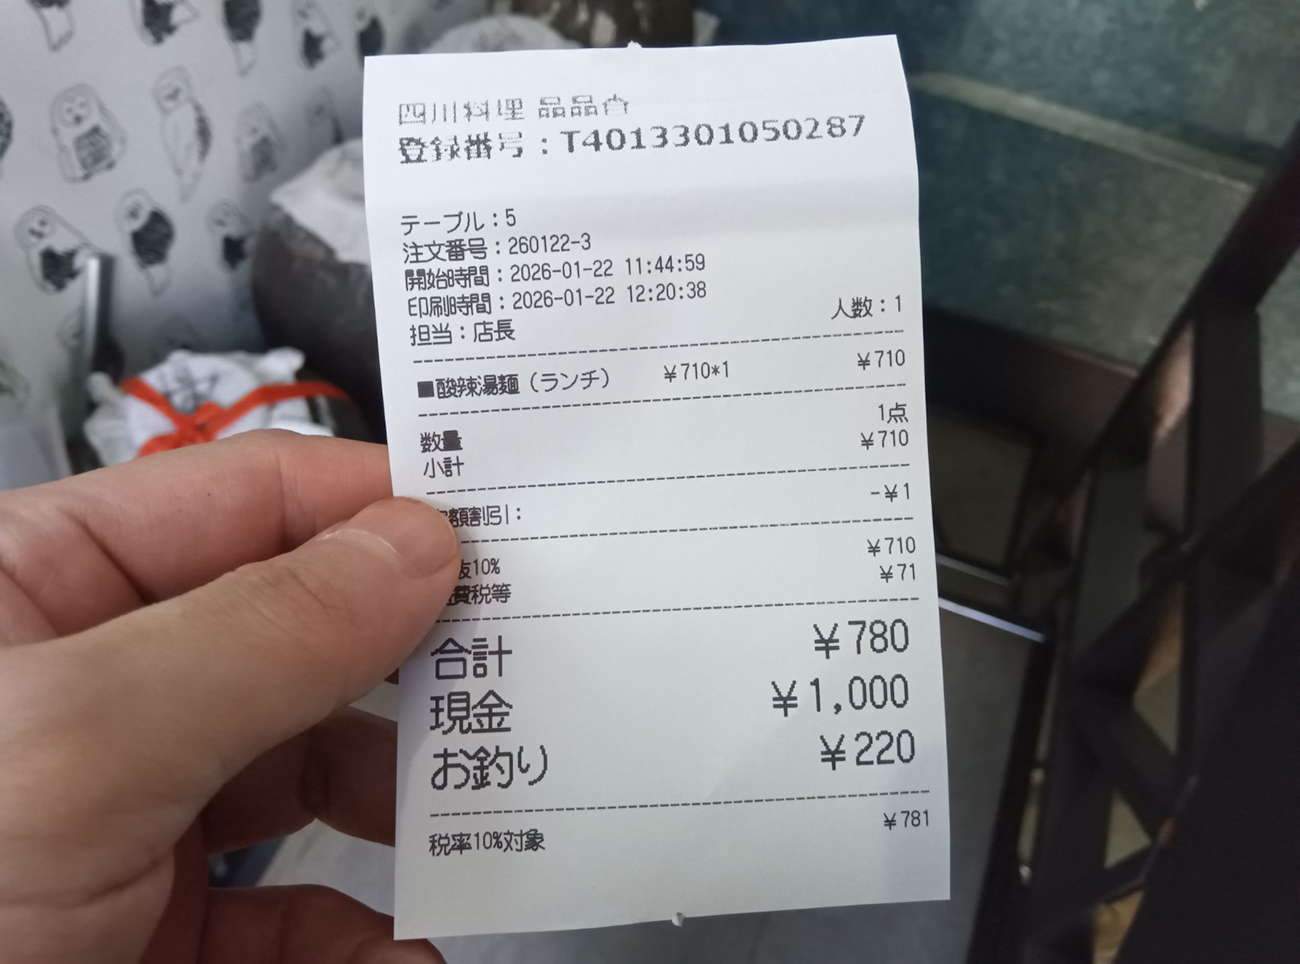 四川料理 品品香
登録番号：T4013301050287
テーブル：5
注文番号：260122-3
開始時間：2026-01-22 11:44:59
印刷時間：2026-01-22 12:20:38
担当：店長 人数：1
■酸辣湯麺（ランチ） ¥710*1 ¥710
数量 1点
小計 ¥710
額割引： -¥1
抜10% ¥710
費税等 ¥71
合計 ¥780
現金 ¥1,000
お釣り ¥220
税率10%対象 ¥781